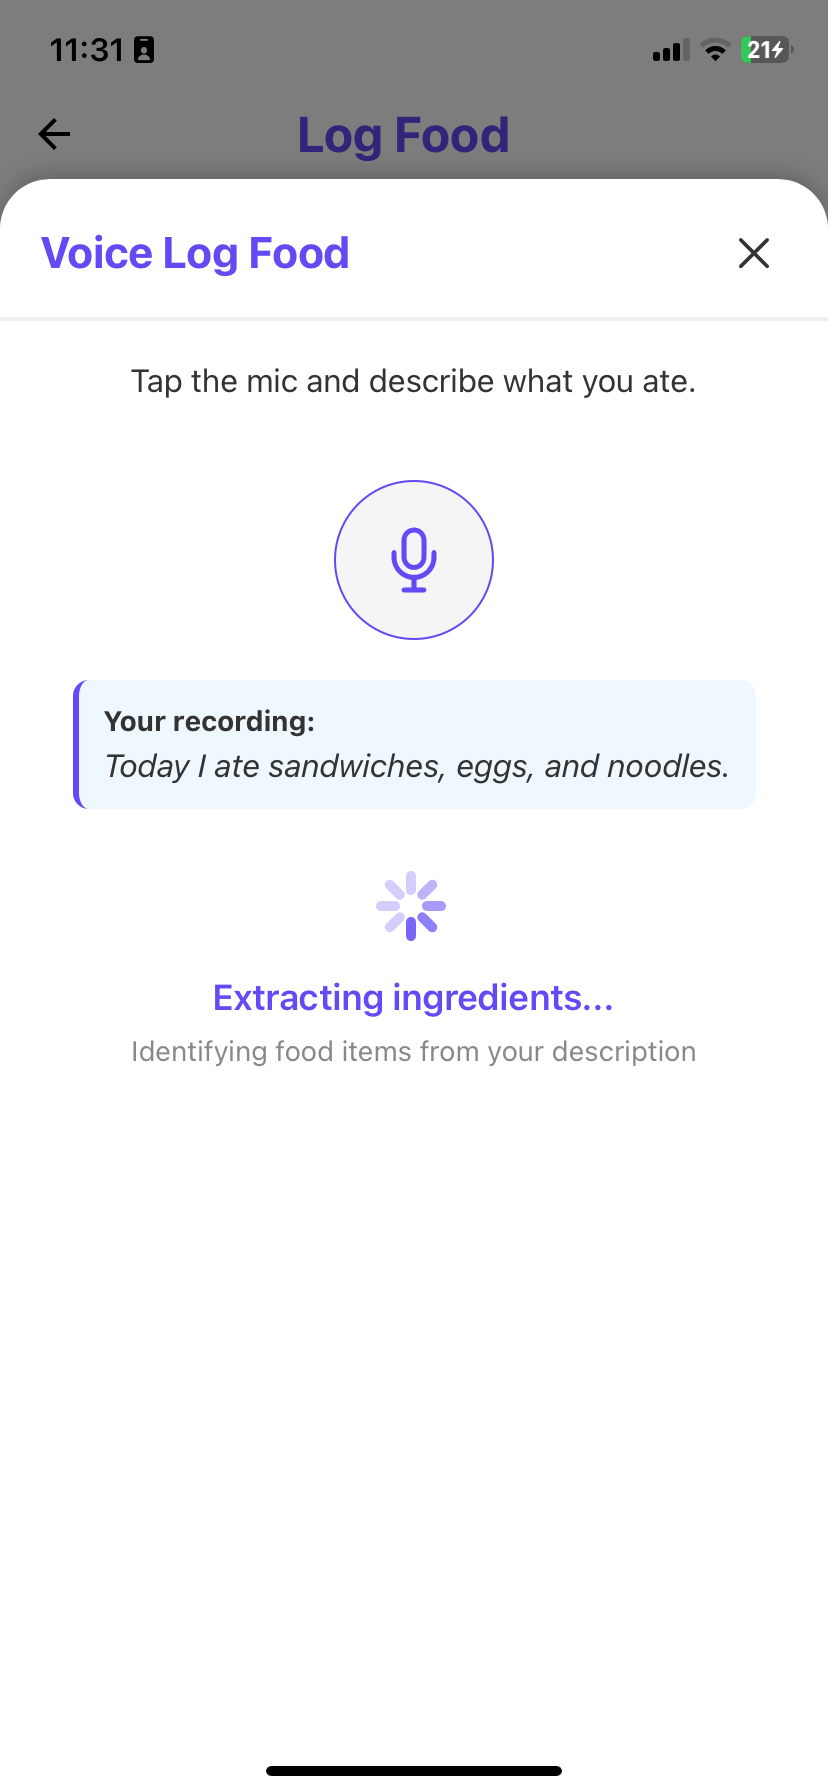 11:31
21
Log Food
Voice Log Food
Tap the mic and describe what you ate.
Your recording:
Today I ate sandwiches, eggs, and noodles.
Extracting ingredients...
Identifying food items from your description